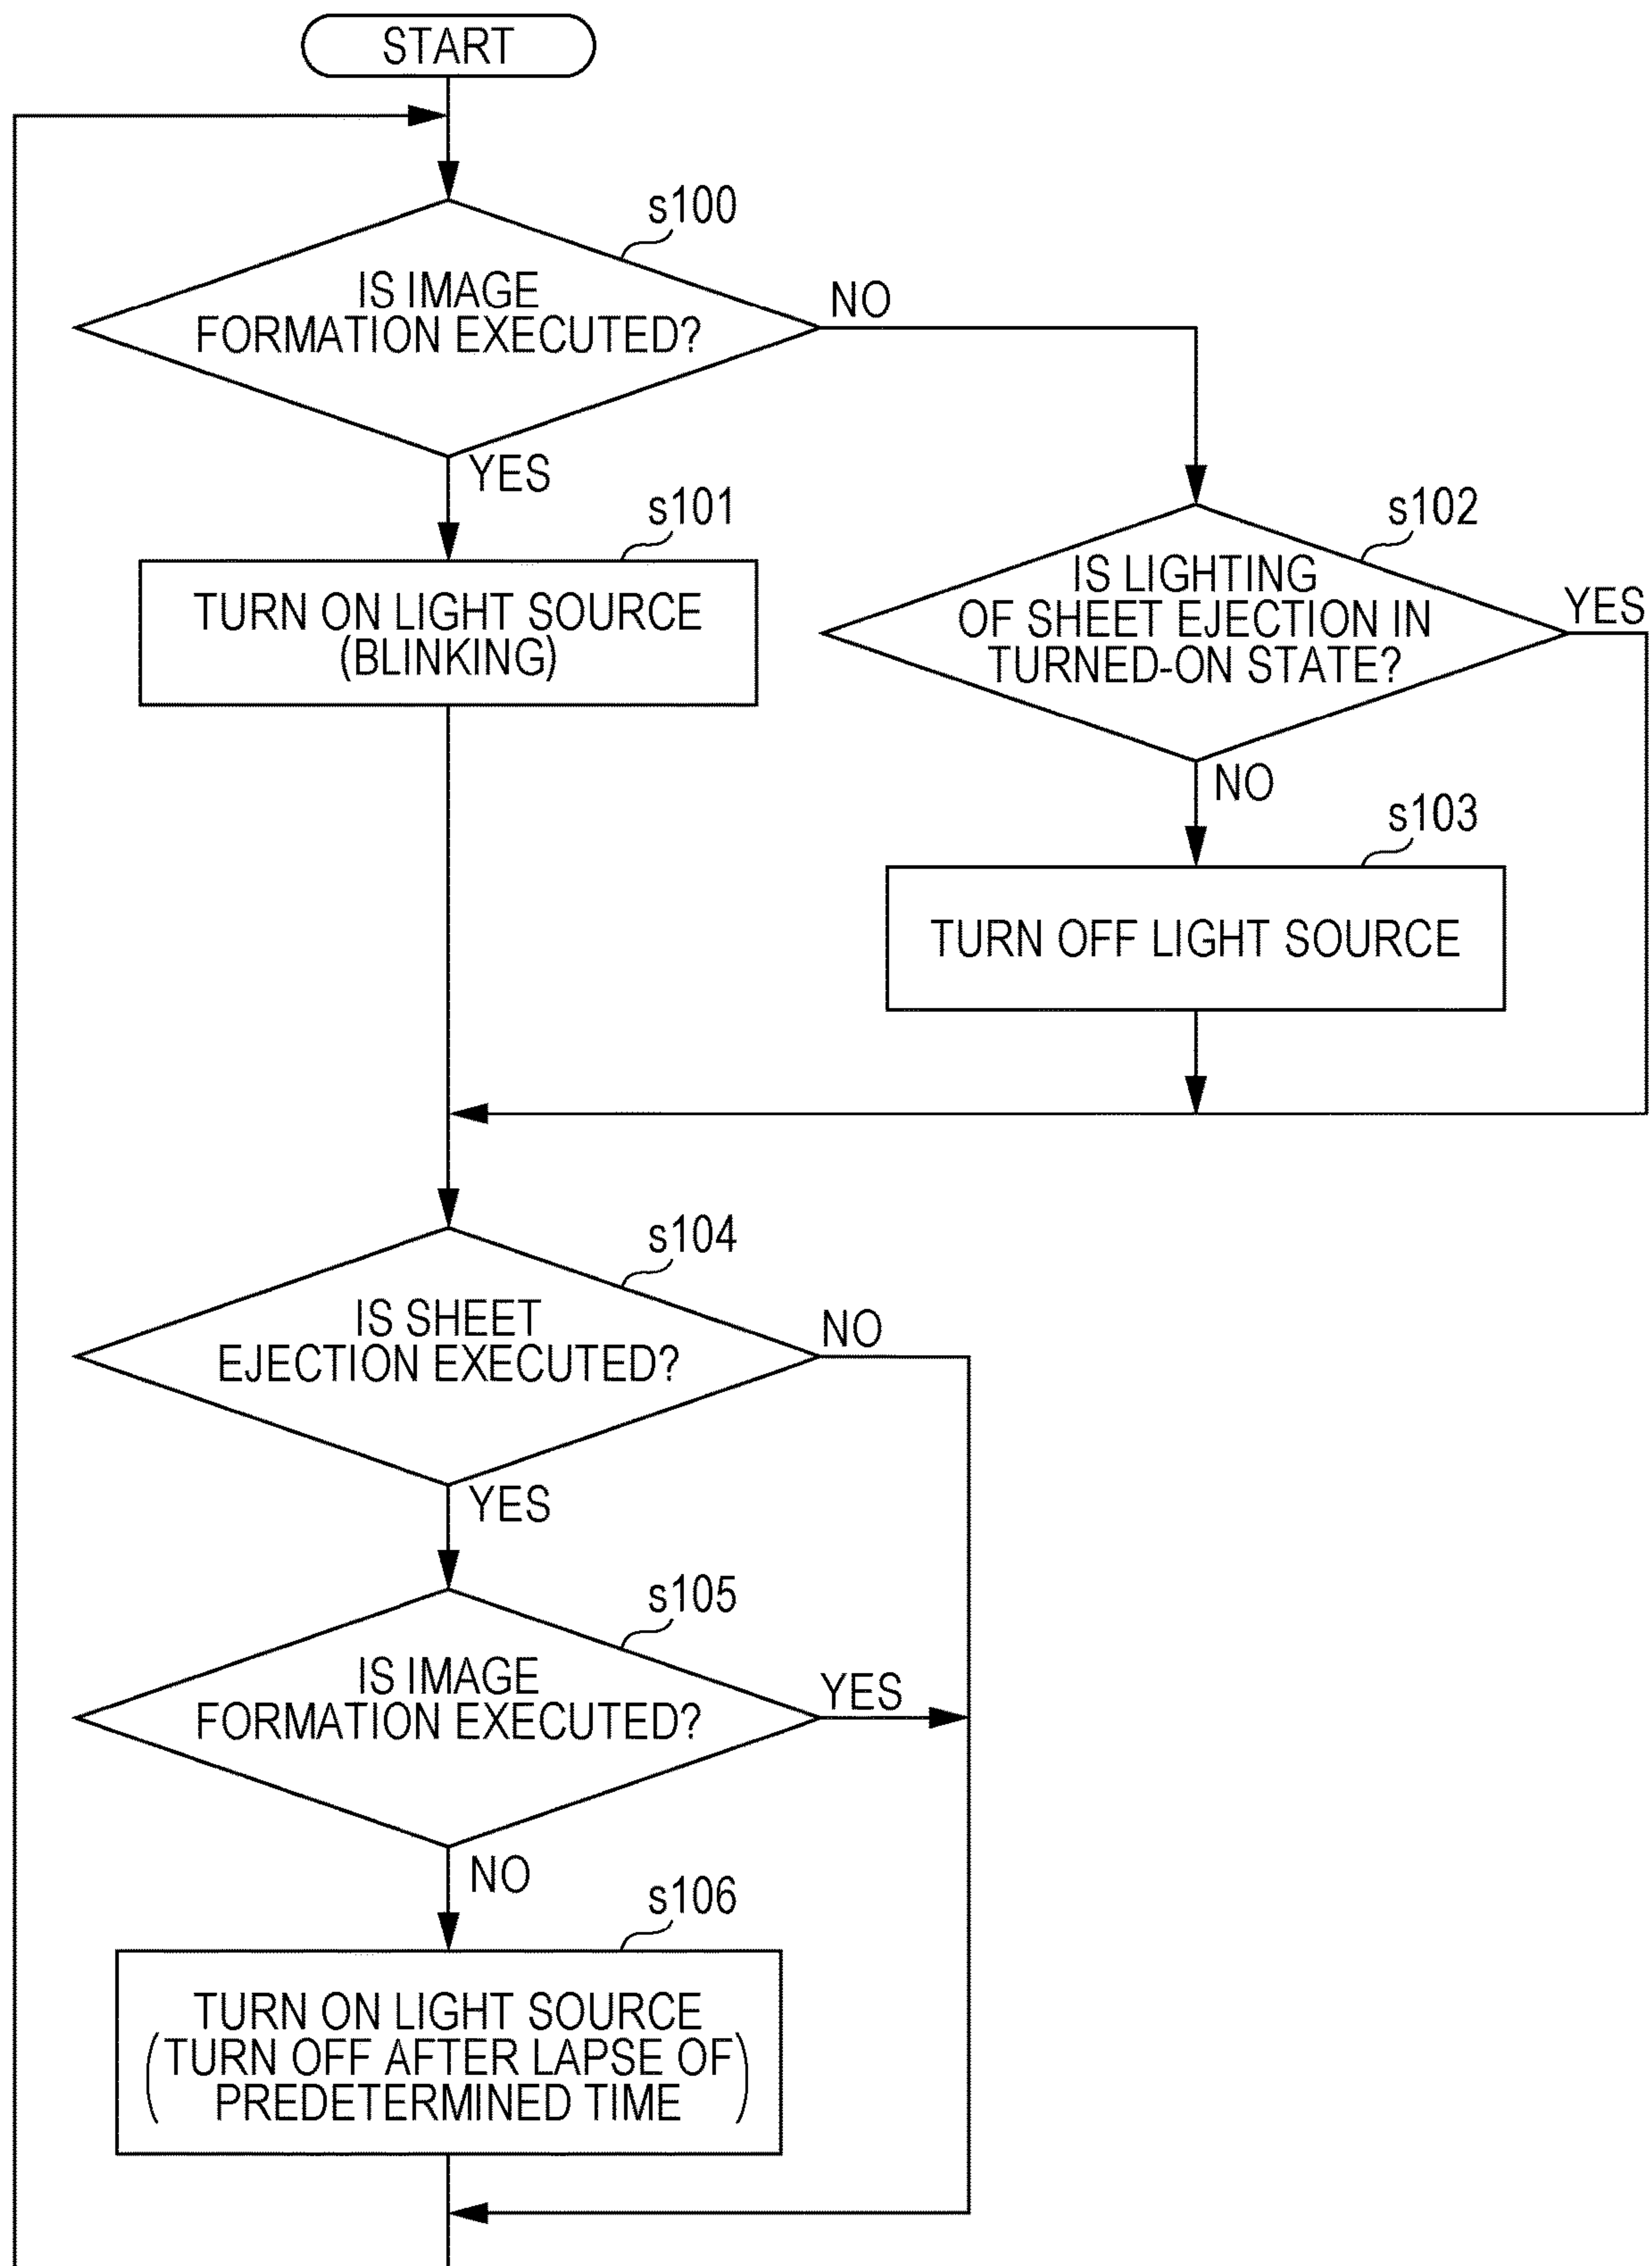 START
s100
IS IMAGE
FORMATION EXECUTED?
NO
YES
s101
TURN ON LIGHT SOURCE
(BLINKING)
s102
IS LIGHTING
OF SHEET EJECTION IN
TURNED-ON STATE?
YES
NO
s103
TURN OFF LIGHT SOURCE
s104
IS SHEET
EJECTION EXECUTED?
NO
YES
s105
IS IMAGE
FORMATION EXECUTED?
YES
NO
s106
TURN ON LIGHT SOURCE
(TURN OFF AFTER LAPSE OF
PREDETERMINED TIME)